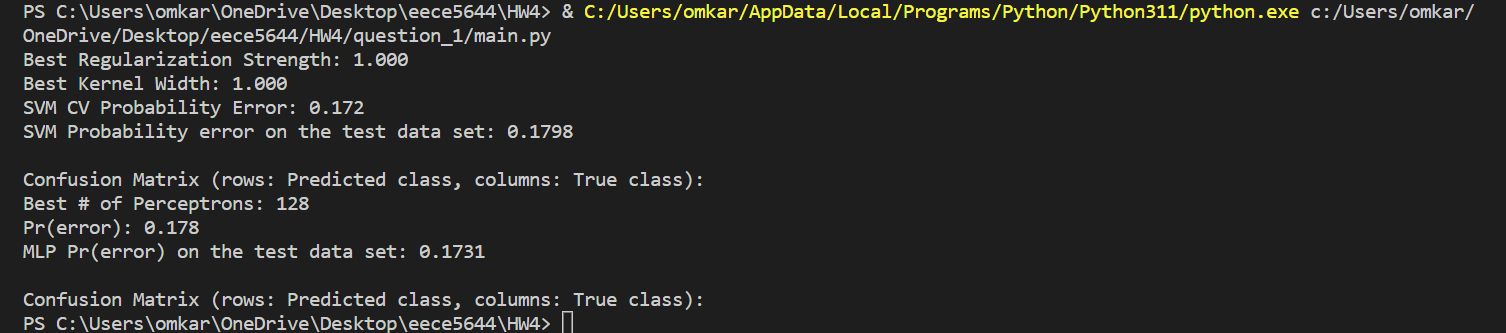 PS C:\Users\omkar\OneDrive\Desktop\eece5644\HW4> & C:/Users/omkar/AppData/Local/Programs/Python/Python311/python.exe c:/Users/omkar/
OneDrive/Desktop/eece5644/HW4/question_1/main.py
Best Regularization Strength: 1.000
Best Kernel Width: 1.000
SVM CV Probability Error: 0.172
SVM Probability error on the test data set: 0.1798
Confusion Matrix (rows: Predicted class, columns: True class):
Best # of Perceptrons: 128
Pr(error): 0.178
MLP Pr(error) on the test data set: 0.1731
Confusion Matrix (rows: Predicted class, columns: True class):
PS C:\Users\omkar\OneDrive\Desktop\eece5644\HW4>